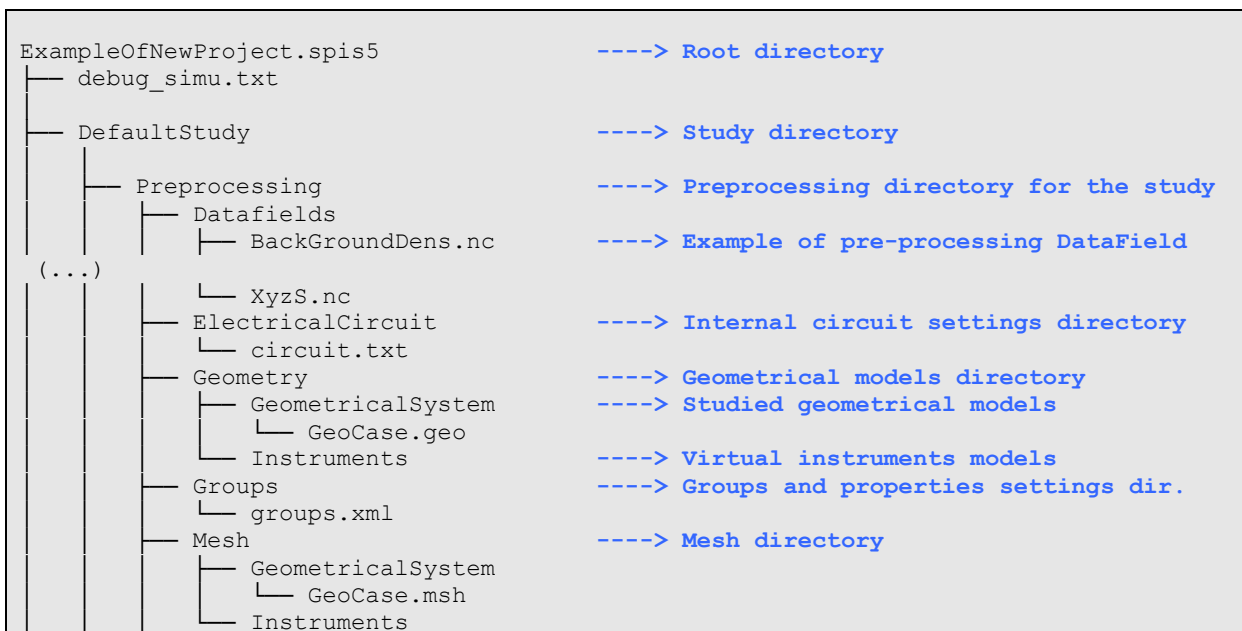 ExampleOfNewProject.spis5 ----> Root directory
├── debug_simu.txt
│
├── DefaultStudy ----> Study directory
│   │
│   ├── Preprocessing ----> Preprocessing directory for the study
│   │   ├── Datafields
│   │   │   ├── BackGroundDens.nc ----> Example of pre-processing DataField
(...)
│   │   │   └── XyzS.nc
│   │   ├── ElectricalCircuit ----> Internal circuit settings directory
│   │   │   └── circuit.txt
│   │   ├── Geometry ----> Geometrical models directory
│   │   │   ├── GeometricalSystem ----> Studied geometrical models
│   │   │   │   └── GeoCase.geo
│   │   │   └── Instruments ----> Virtual instruments models
│   │   ├── Groups ----> Groups and properties settings dir.
│   │   │   └── groups.xml
│   │   ├── Mesh ----> Mesh directory
│   │   │   ├── GeometricalSystem
│   │   │   │   └── GeoCase.msh
│   │   │   └── Instruments